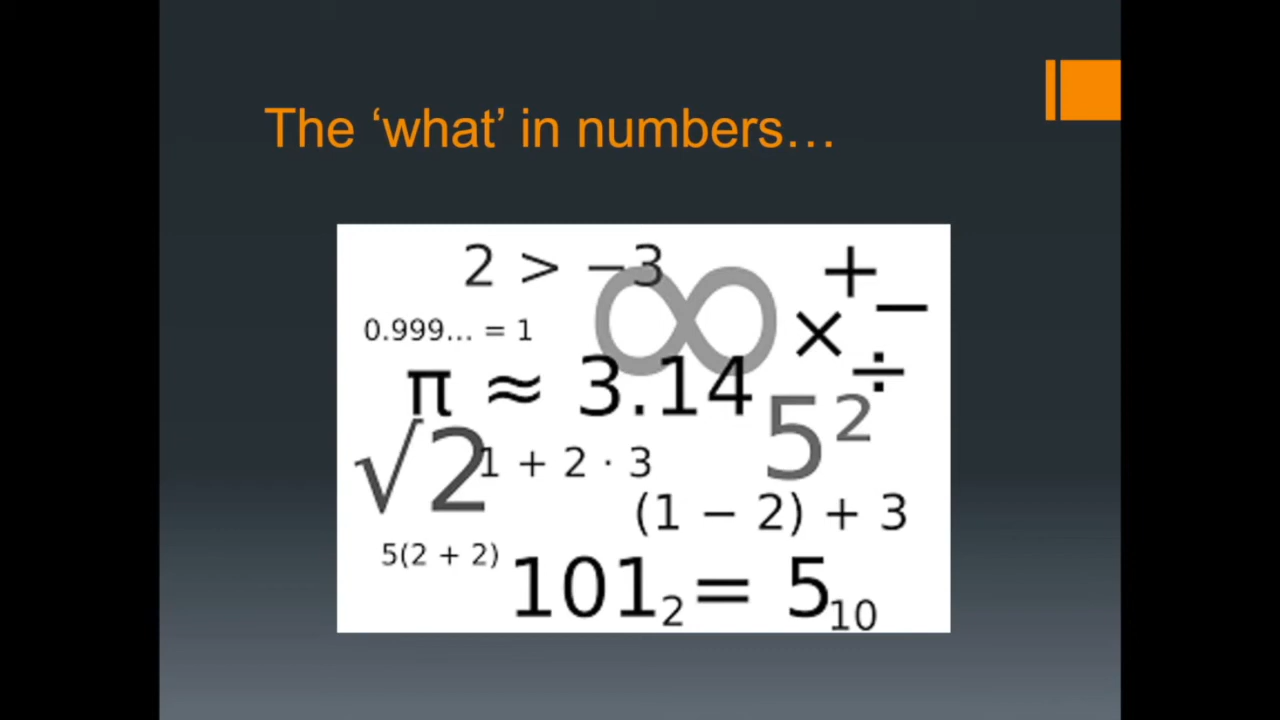 The ‘what’ in numbers…
2 > −3
∞
+
−
×
÷
0.999... = 1
π ≈ 3.14
5²
√2
1 + 2 · 3
(1 − 2) + 3
5(2 + 2)
101₂ = 5₁₀